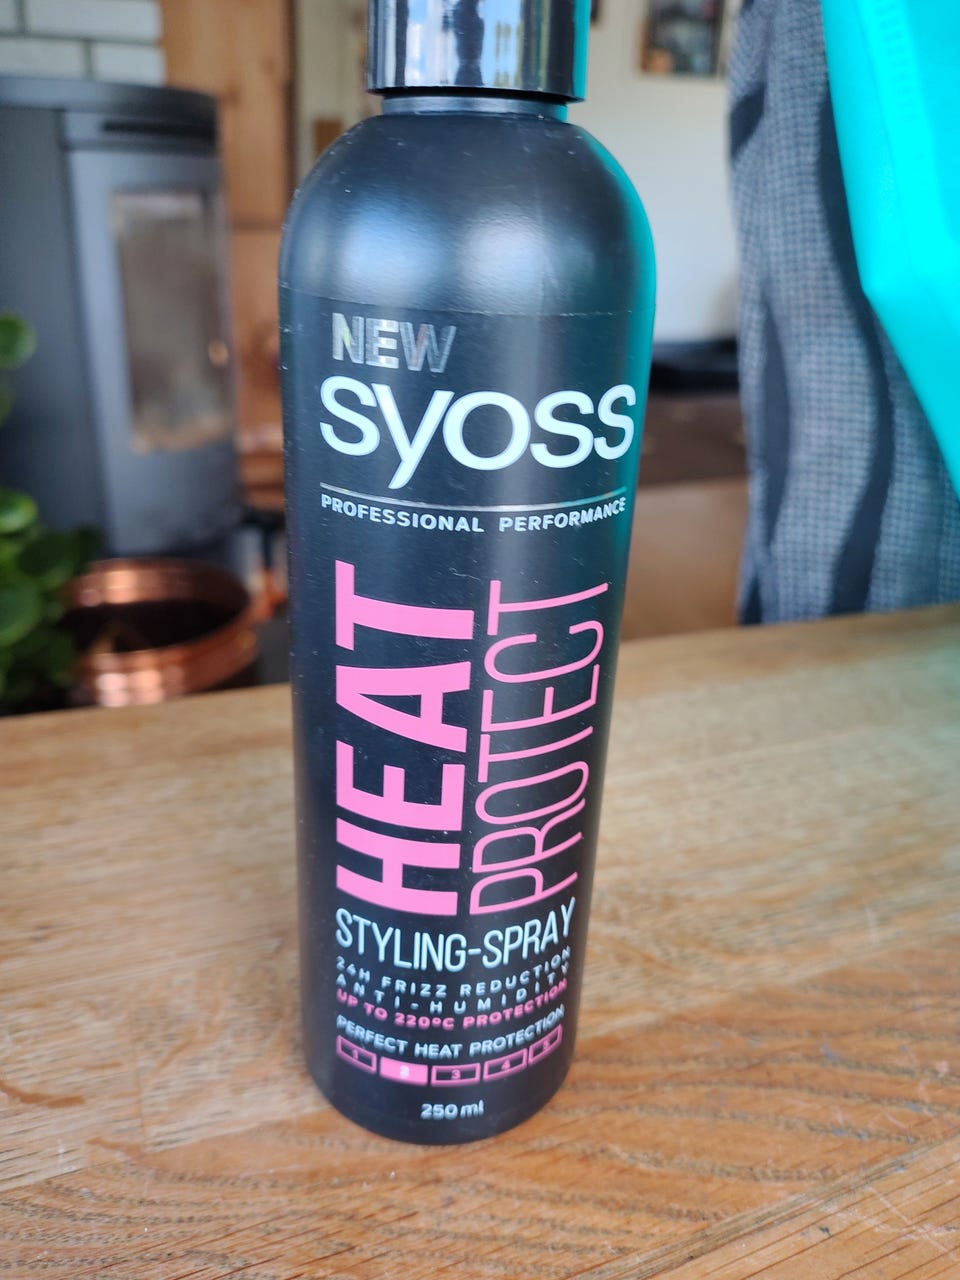 NEW
syoss
PROFESSIONAL PERFORMANCE
HEAT
PROTECT
STYLING-SPRAY
24H FRIZZ REDUCTION
ANTI-HUMIDITY
UP TO 220°C PROTECTION
PERFECT HEAT PROTECTION
1 2 3 4 5
250 ml